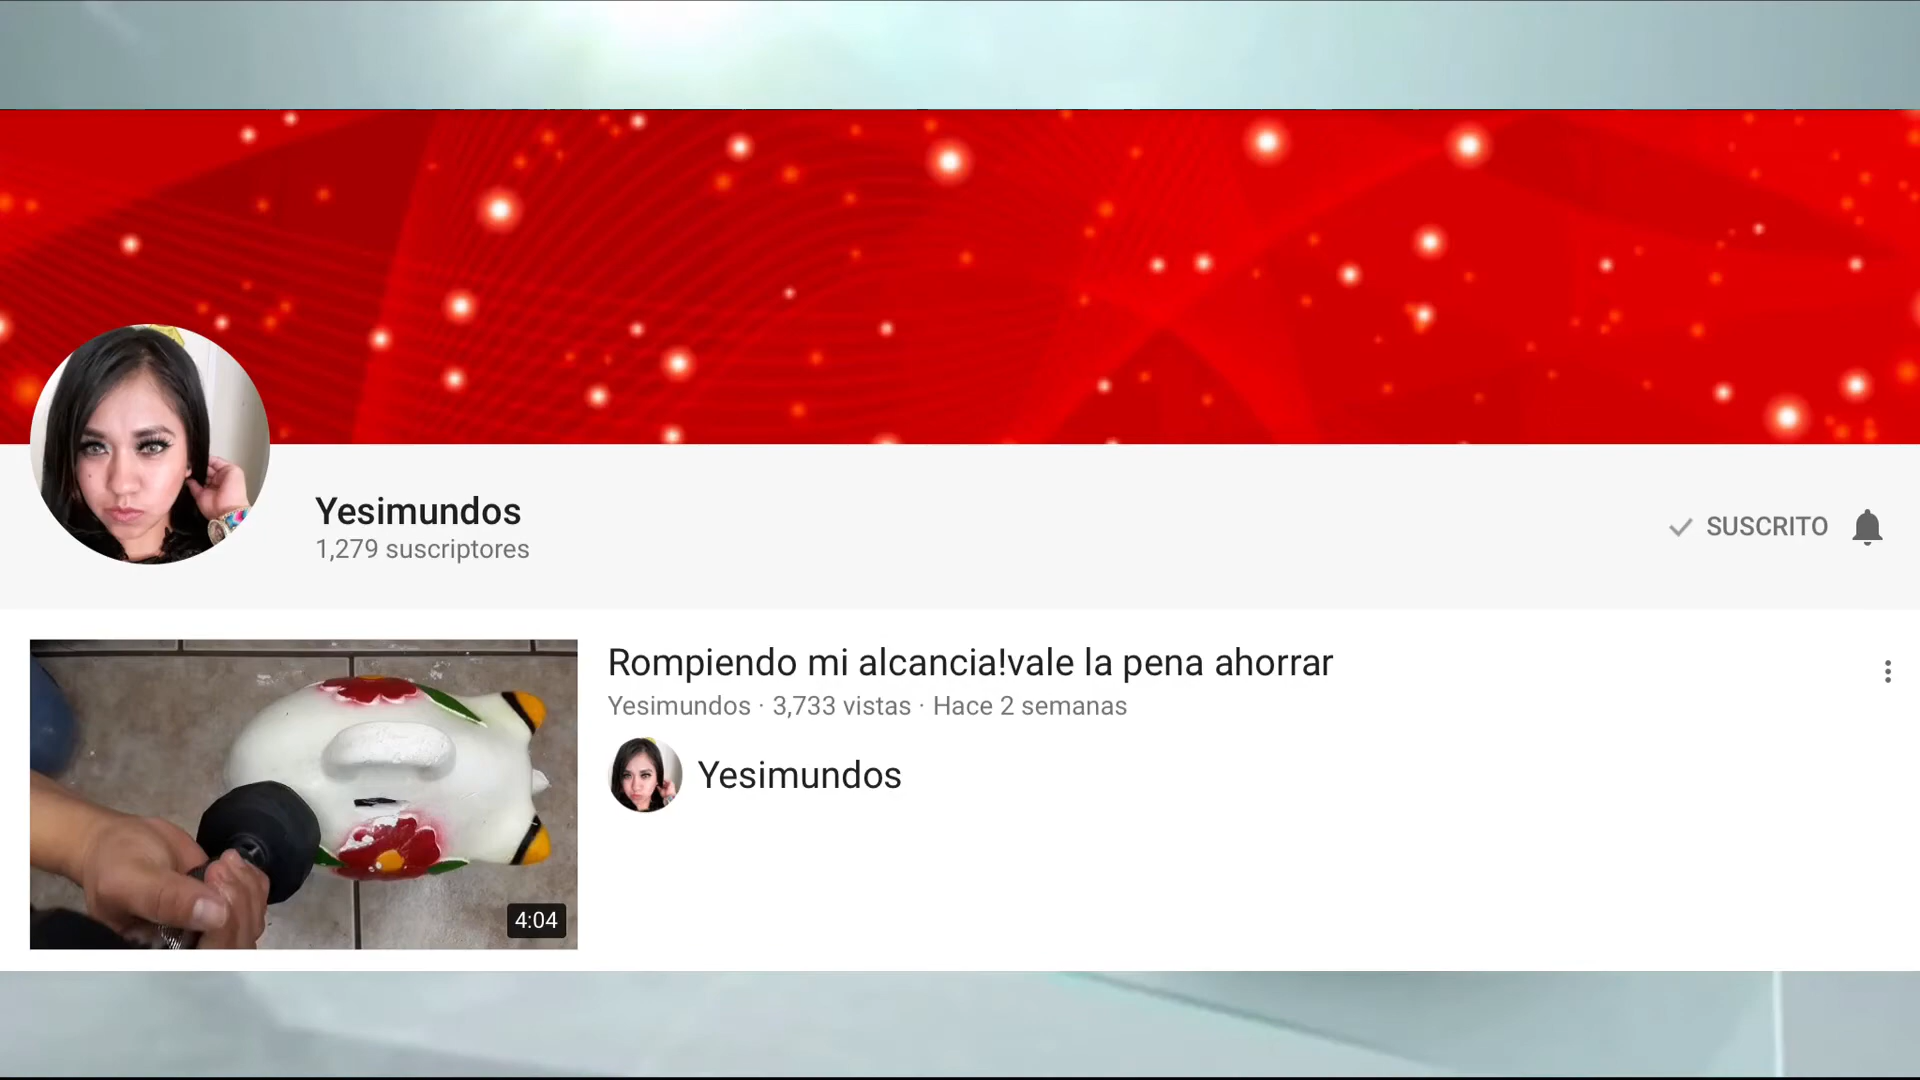 Yesimundos
1,279 suscriptores
SUSCRITO
Rompiendo mi alcancia!vale la pena ahorrar
Yesimundos · 3,733 vistas · Hace 2 semanas
Yesimundos
4:04